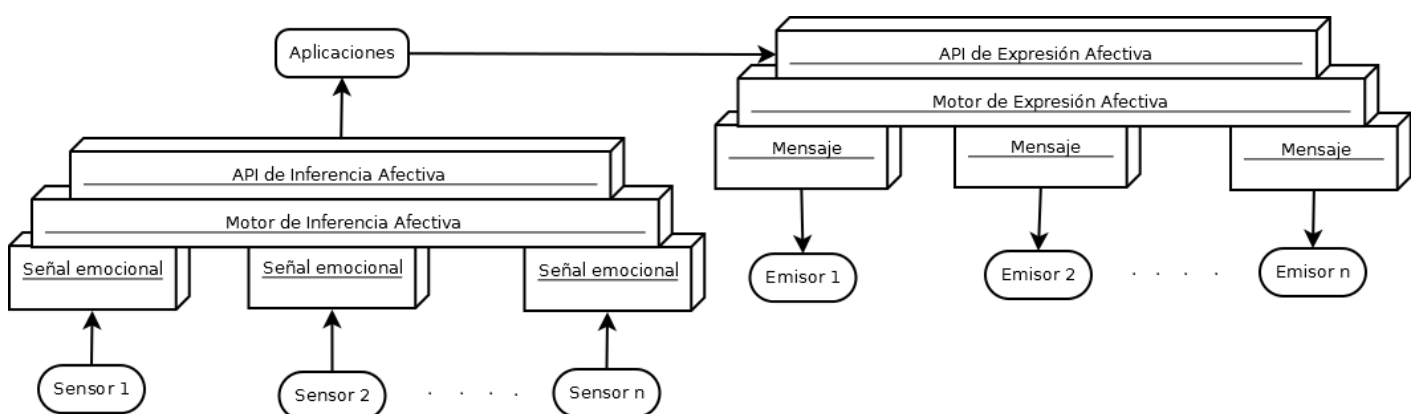 Aplicaciones
API de Expresión Afectiva
Motor de Expresión Afectiva
Mensaje
Mensaje
Mensaje
API de Inferencia Afectiva
Motor de Inferencia Afectiva
Señal emocional
Señal emocional
Señal emocional
Emisor 1
Emisor 2
. . . .
Emisor n
Sensor 1
Sensor 2
. . . .
Sensor n